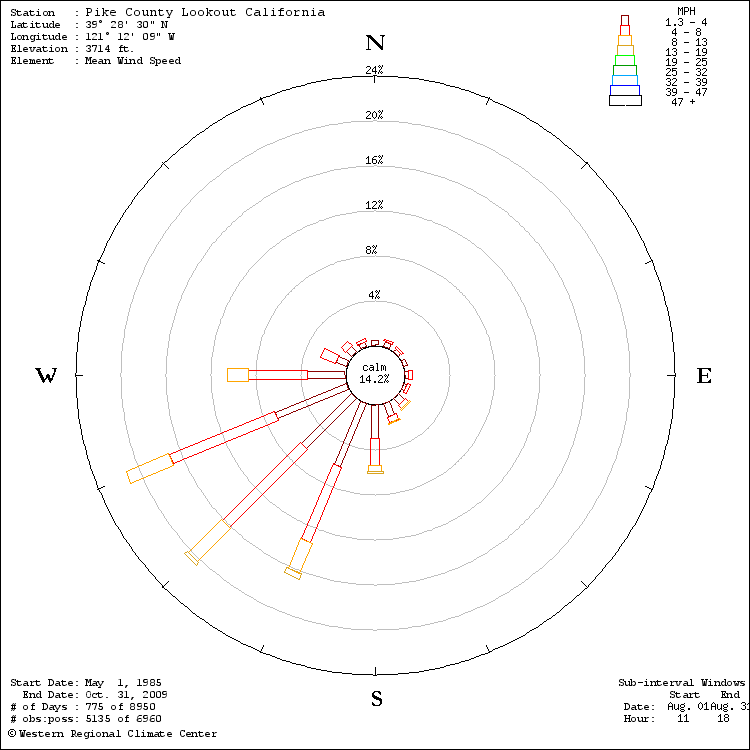 Station : Pike County Lookout California
Latitude : 39° 28' 30" N
Longitude : 121° 12' 09" W
Elevation : 3714 ft.
Element : Mean Wind Speed
MPH
1.3 - 4
4 - 8
8 - 13
13 - 19
19 - 25
25 - 32
32 - 39
39 - 47
47 +
N
24%
20%
16%
12%
8%
4%
calm
14.2%
W
E
S
Start Date: May 1, 1985
End Date: Oct. 31, 2009
# of Days : 775 of 8950
# obs:poss: 5135 of 6960
© Western Regional Climate Center
Sub-interval Windows
Start End
Date: Aug. 01 Aug. 31
Hour: 11 18